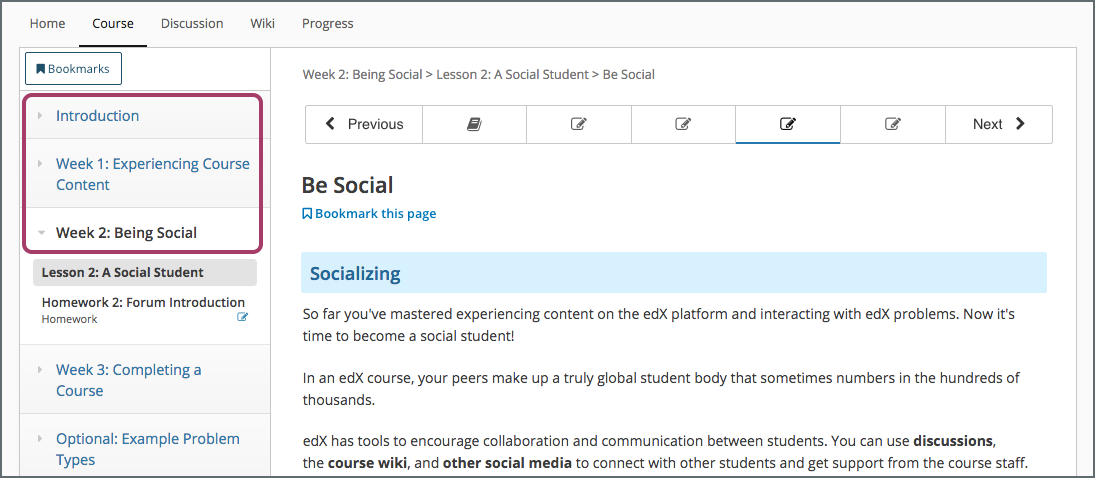 Home Course Discussion Wiki Progress
Bookmarks
Introduction
Week 1: Experiencing Course
Content
Week 2: Being Social
Lesson 2: A Social Student
Homework 2: Forum Introduction
Homework
Week 3: Completing a
Course
Optional: Example Problem
Types
Week 2: Being Social > Lesson 2: A Social Student > Be Social
Previous Next
Be Social
Bookmark this page
Socializing
So far you've mastered experiencing content on the edX platform and interacting with edX problems. Now it's
time to become a social student!
In an edX course, your peers make up a truly global student body that sometimes numbers in the hundreds of
thousands.
edX has tools to encourage collaboration and communication between students. You can use discussions,
the course wiki, and other social media to connect with other students and get support from the course staff.